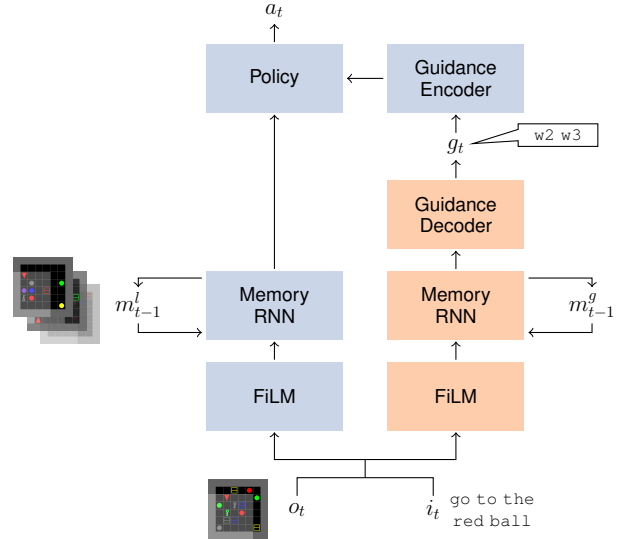 a_t
Policy
Guidance
Encoder
g_t
w2 w3
Guidance
Decoder
m^l_{t-1}
Memory
RNN
Memory
RNN
m^g_{t-1}
FiLM
FiLM
o_t
i_t
go to the
red ball